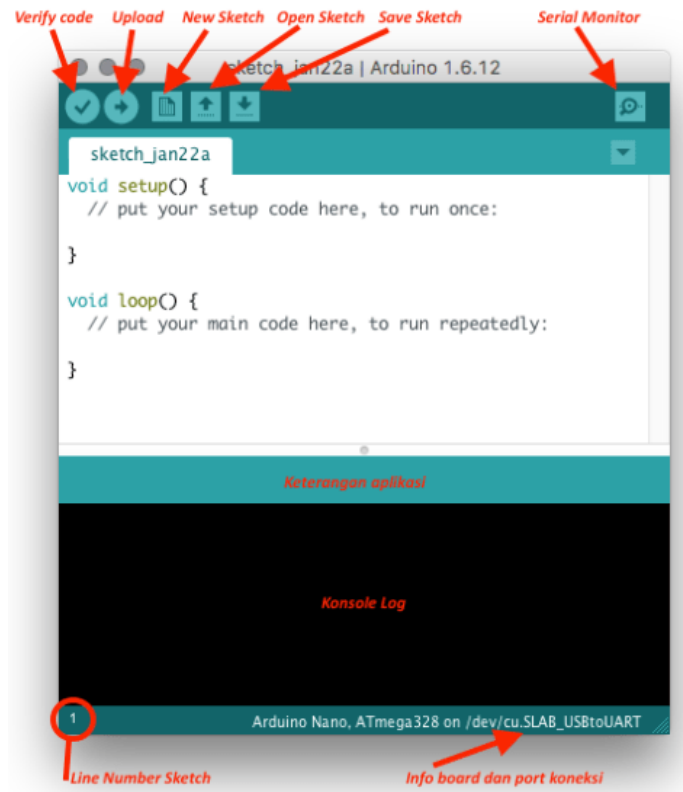 Verify code Upload New Sketch Open Sketch Save Sketch Serial Monitor
sketch_jan22a | Arduino 1.6.12
sketch_jan22a
void setup() {
// put your setup code here, to run once:
}
void loop() {
// put your main code here, to run repeatedly:
}
Keterangan aplikasi
Konsole Log
1 Arduino Nano, ATmega328 on /dev/cu.SLAB_USBtoUART
Line Number Sketch Info board dan port koneksi